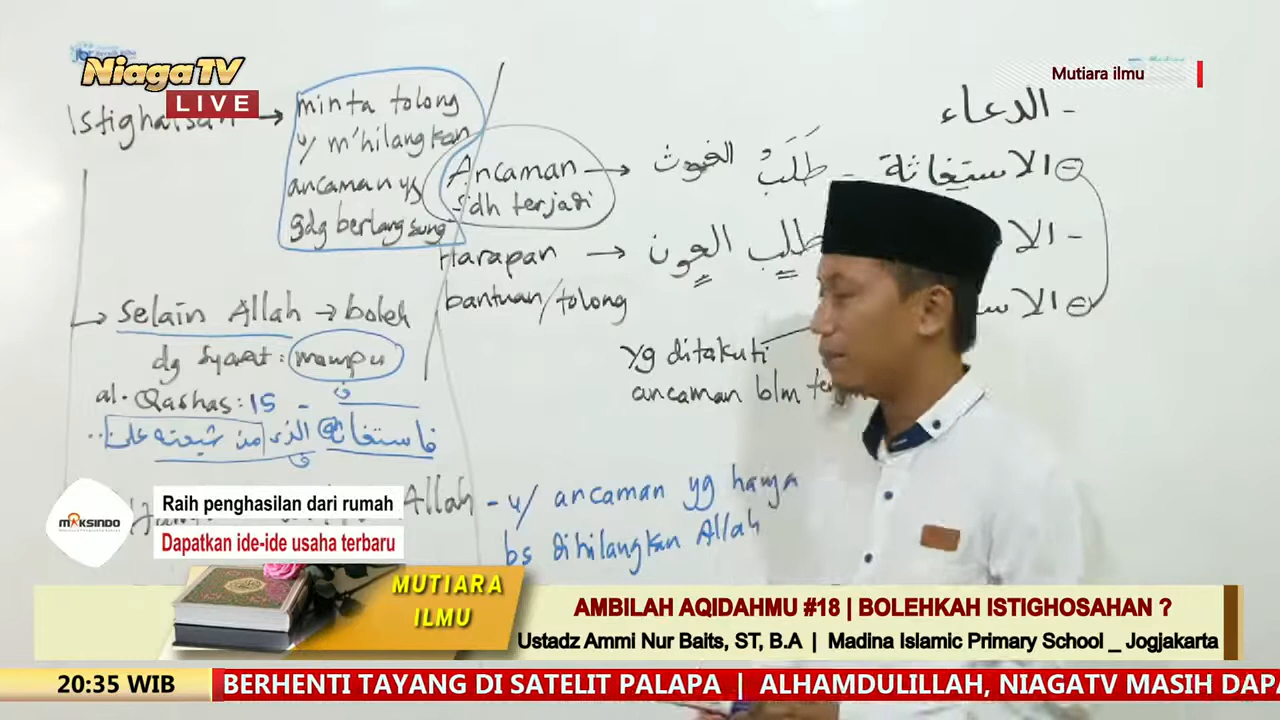 NiagaTV
LIVE
Mutiara ilmu
Istighatsah →
minta tolong
u/ m'hilangkan
ancaman yg
sdg berlangsung
Ancaman →
sdh terjadi
Harapan →
bantuan/tolong
yg ditakuti
ancaman blm
- الدعاء
الاستغاثة - طَلَبُ الغوث
طلب العون
selain Allah → boleh
dg syarat: mampu
al-Qashas: 15
فاستغاثه الذى من شيعته على ..
Allah - u/ ancaman yg hanya
bs dihilangkan Allah
MAKSINDO
Raih penghasilan dari rumah
Dapatkan ide-ide usaha terbaru
MUTIARA
ILMU
AMBILAH AQIDAHMU #18 | BOLEHKAH ISTIGHOSAHAN ?
Ustadz Ammi Nur Baits, ST, B.A | Madina Islamic Primary School _ Jogjakarta
20:35 WIB
BERHENTI TAYANG DI SATELIT PALAPA | ALHAMDULILLAH, NIAGATV MASIH DAPA